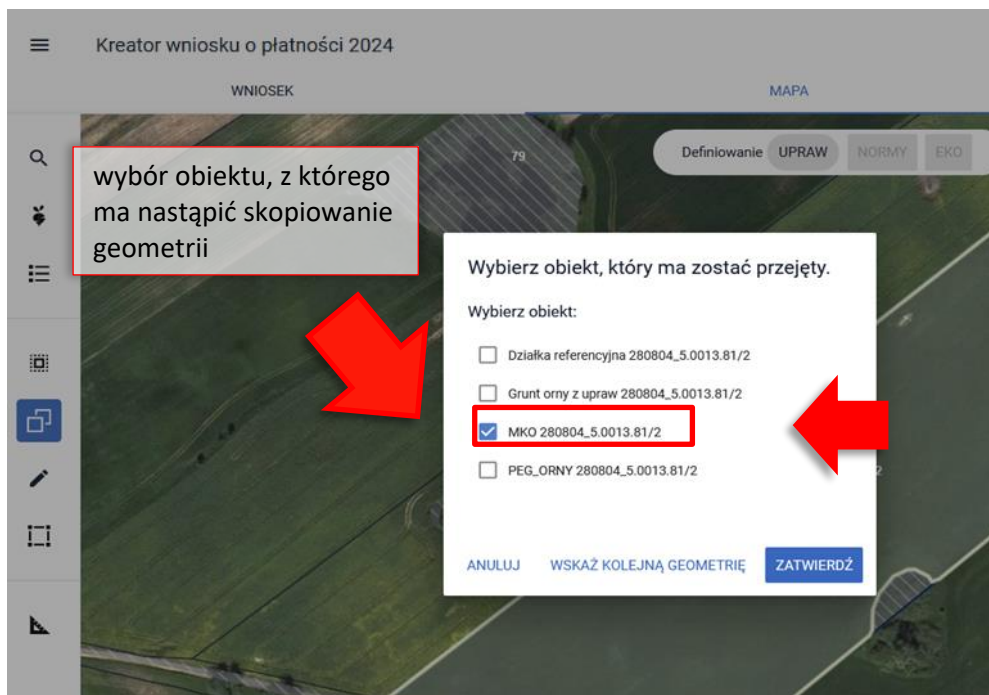 Kreator wniosku o płatności 2024
WNIOSEK
MAPA
79
Definiowanie UPRAW NORMY EKO
wybór obiektu, z którego
ma nastąpić skopiowanie
geometrii
Wybierz obiekt, który ma zostać przejęty.
Wybierz obiekt:
Działka referencyjna 280804_5.0013.81/2
Grunt orny z upraw 280804_5.0013.81/2
MKO 280804_5.0013.81/2
PEG_ORNY 280804_5.0013.81/2
2
ANULUJ WSKAŻ KOLEJNĄ GEOMETRIĘ ZATWIERDŹ